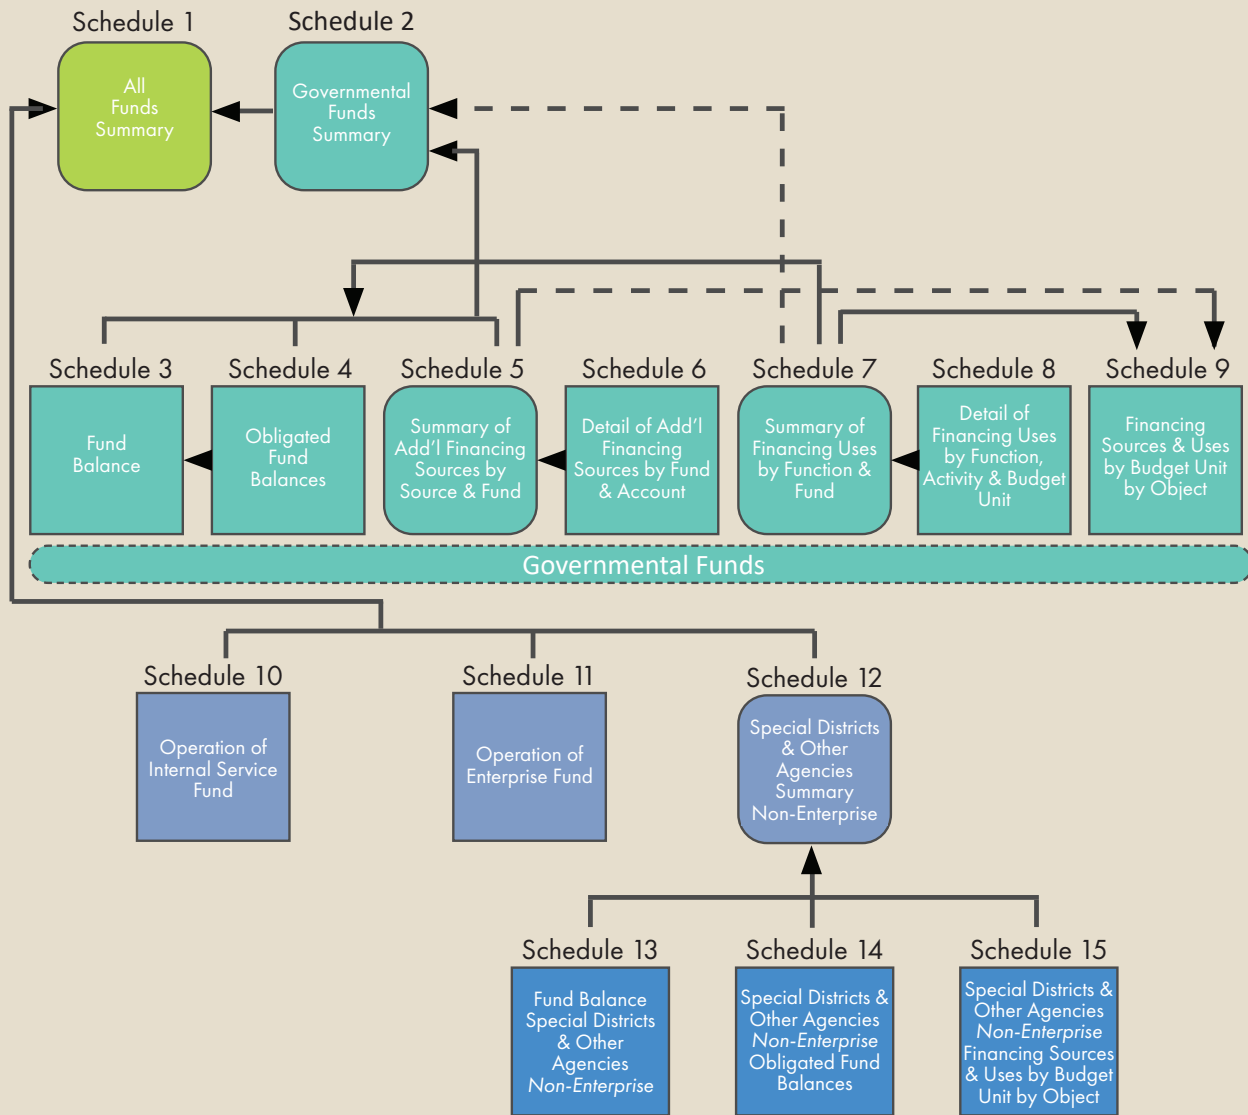 Schedule 1
All
Funds
Summary
Schedule 2
Governmental
Funds
Summary
Schedule 3
Fund
Balance
Schedule 4
Obligated
Fund
Balances
Schedule 5
Summary of
Add'l Financing
Sources by
Source & Fund
Schedule 6
Detail of Add'l
Financing
Sources by Fund
& Account
Schedule 7
Summary of
Financing Uses
by Function &
Fund
Schedule 8
Detail of
Financing Uses
by Function,
Activity & Budget
Unit
Schedule 9
Financing
Sources & Uses
by Budget Unit
by Object
Governmental Funds
Schedule 10
Operation of
Internal Service
Fund
Schedule 11
Operation of
Enterprise Fund
Schedule 12
Special Districts
& Other
Agencies
Summary
Non-Enterprise
Schedule 13
Fund Balance
Special Districts
& Other
Agencies
Non-Enterprise
Schedule 14
Special Districts &
Other Agencies
Non-Enterprise
Obligated Fund
Balances
Schedule 15
Special Districts &
Other Agencies
Non-Enterprise
Financing Sources
& Uses by Budget
Unit by Object